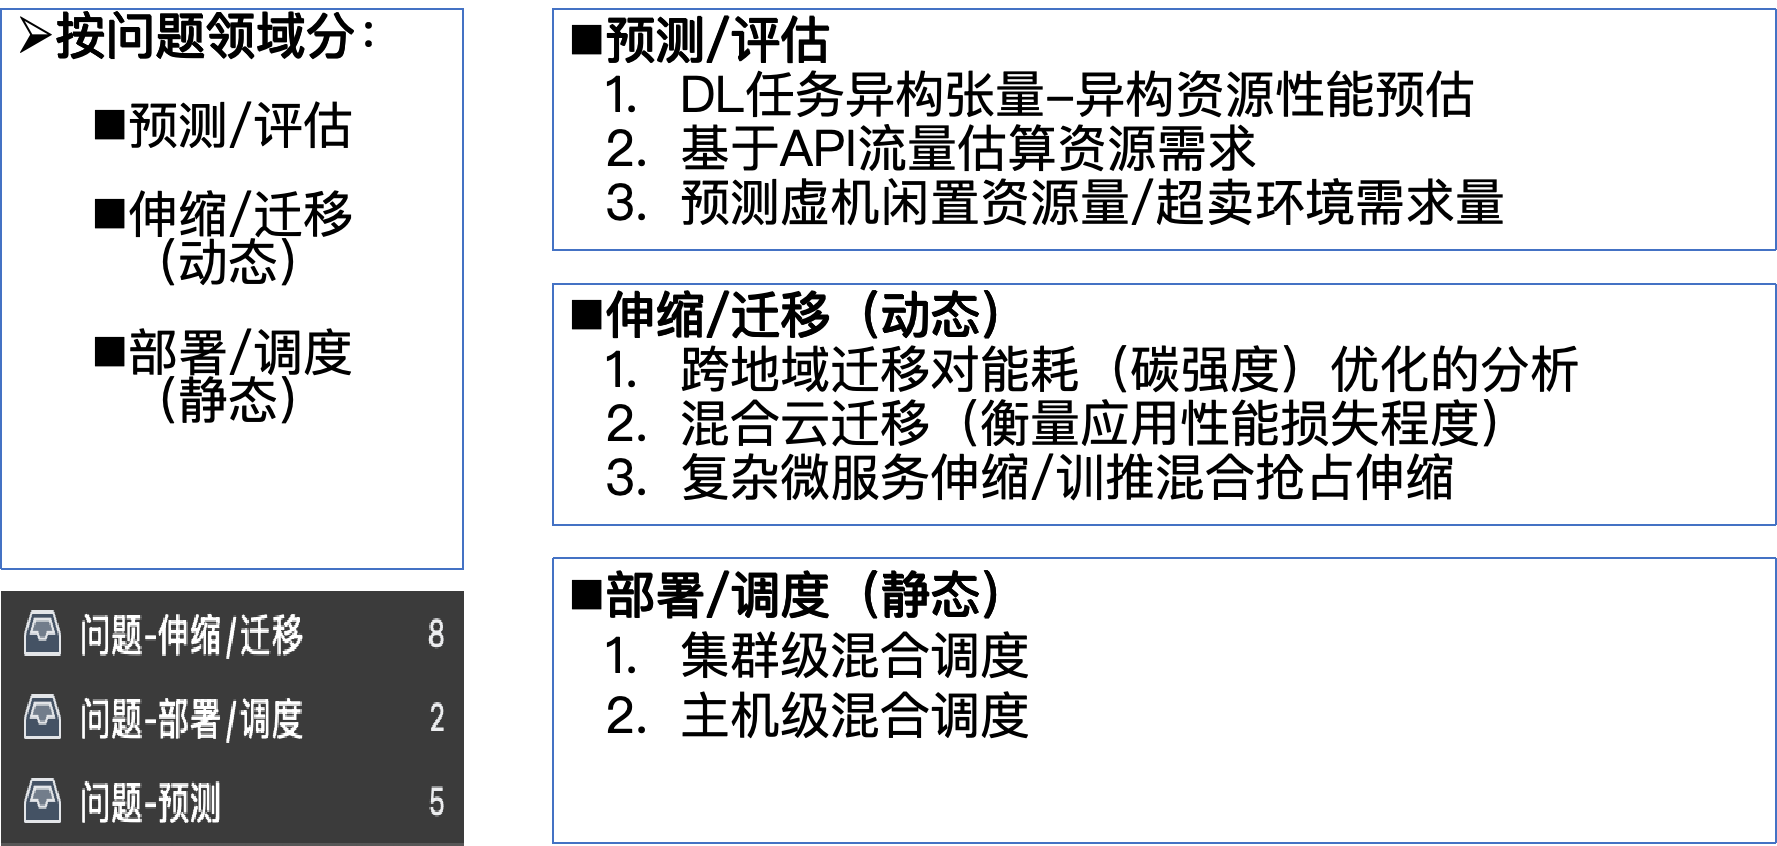 ➢按问题领域分：
■预测/评估
■伸缩/迁移
（动态）
■部署/调度
（静态）
问题-伸缩/迁移 8
问题-部署/调度 2
问题-预测 5
■预测/评估
1. DL任务异构张量–异构资源性能预估
2. 基于API流量估算资源需求
3. 预测虚机闲置资源量/超卖环境需求量
■伸缩/迁移（动态）
1. 跨地域迁移对能耗（碳强度）优化的分析
2. 混合云迁移（衡量应用性能损失程度）
3. 复杂微服务伸缩/训推混合抢占伸缩
■部署/调度（静态）
1. 集群级混合调度
2. 主机级混合调度